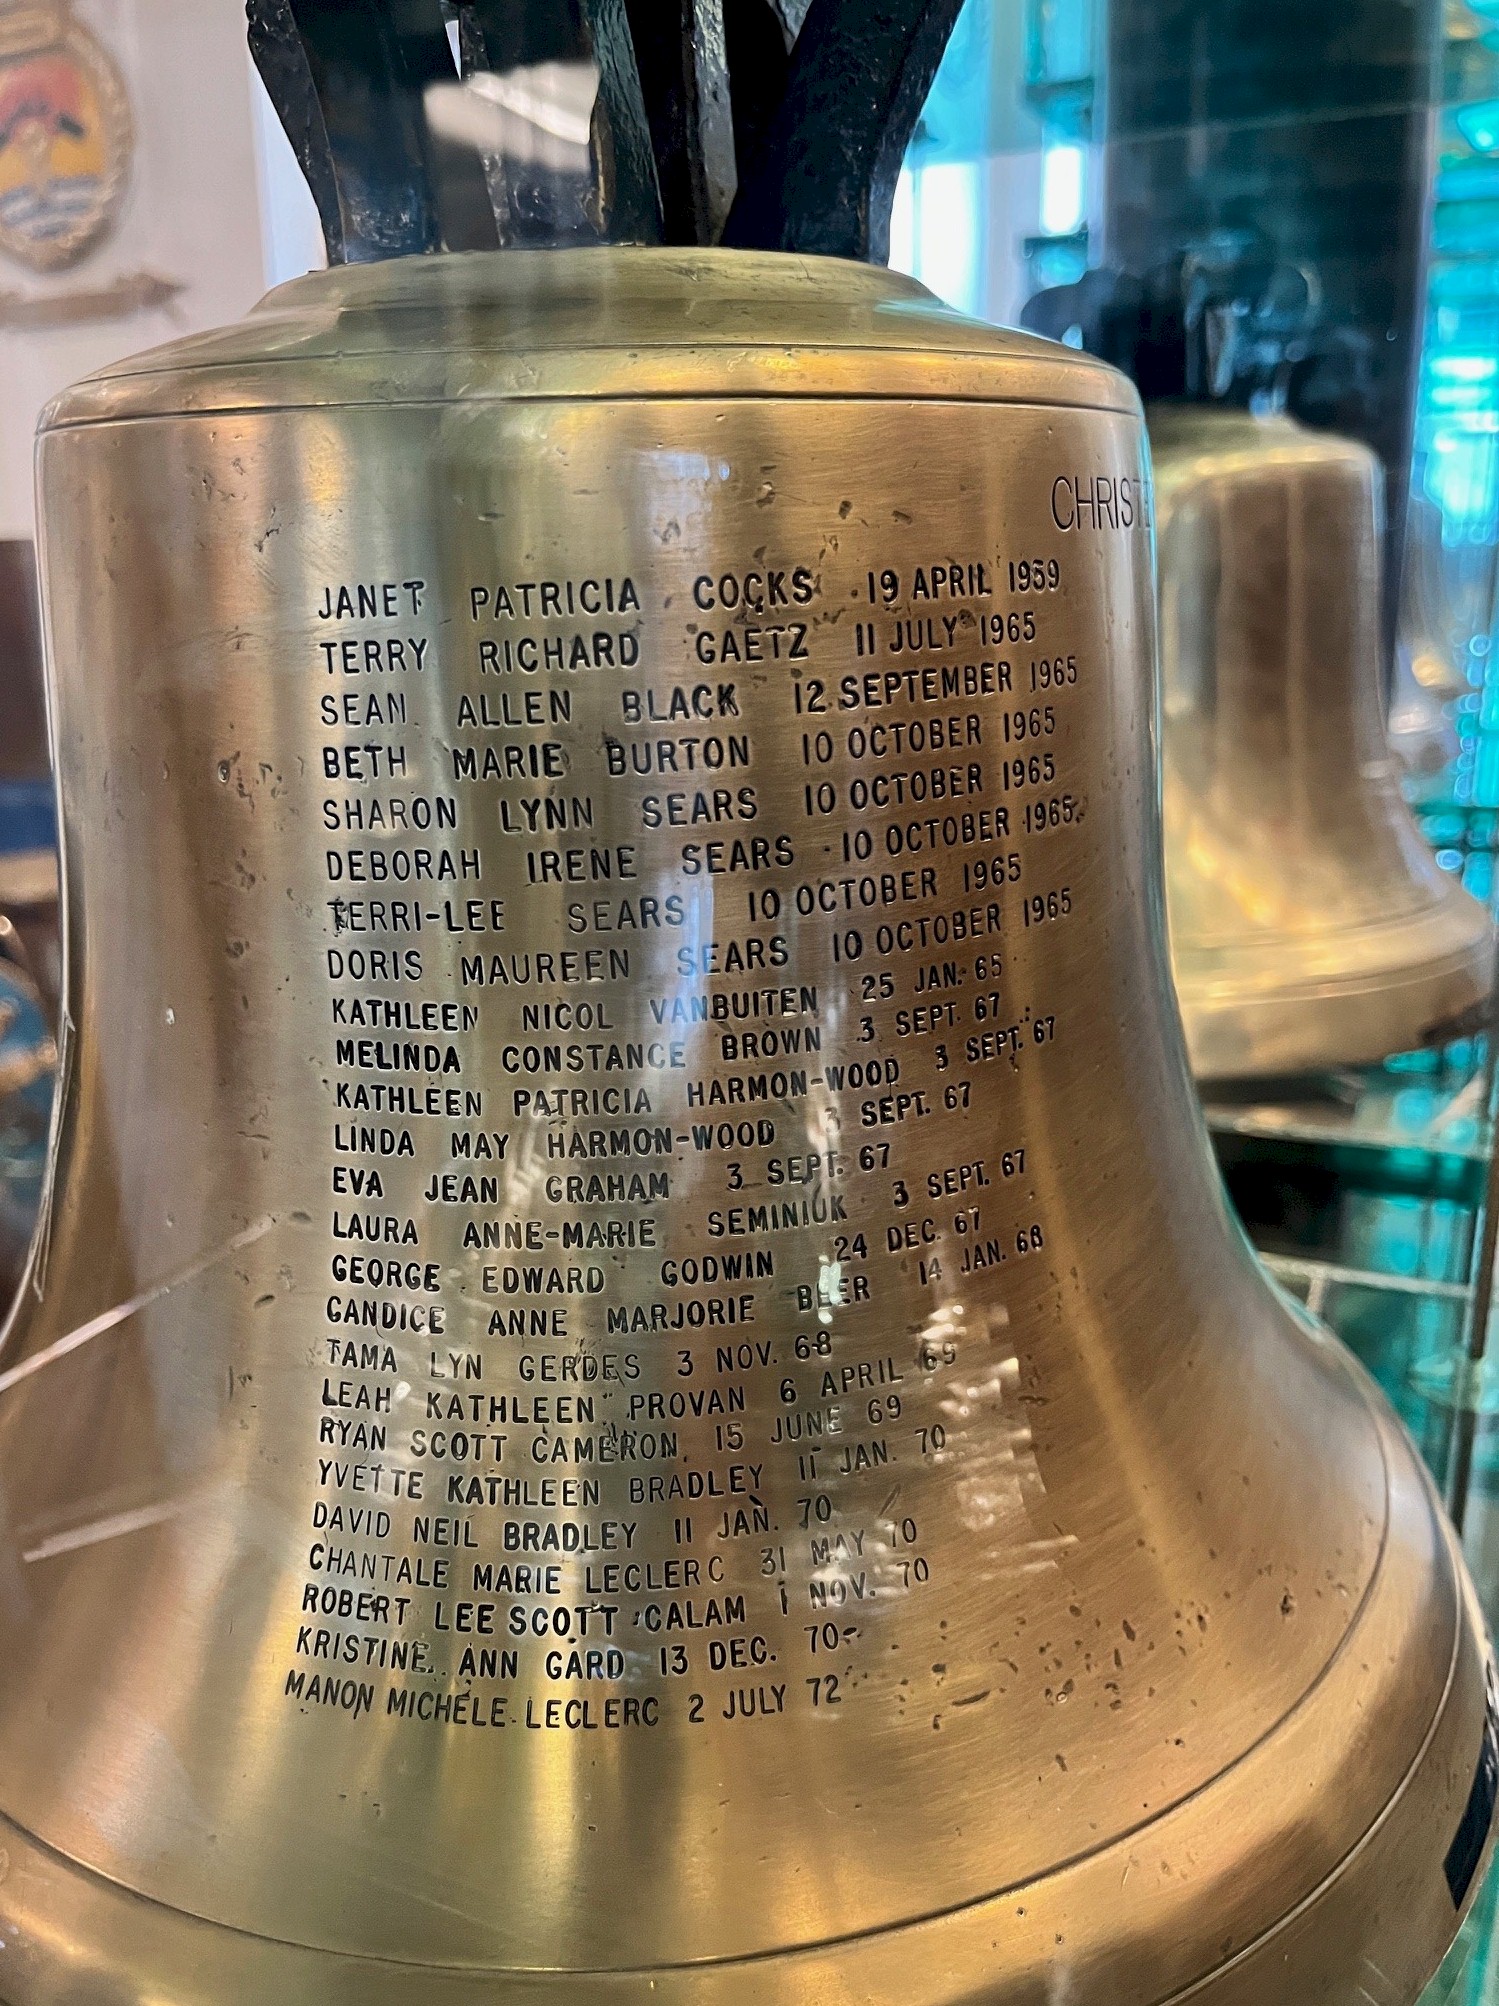 CHRISTE
JANET PATRICIA COCKS 19 APRIL 1959
TERRY RICHARD GAETZ 11 JULY 1965
SEAN ALLEN BLACK 12 SEPTEMBER 1965
BETH MARIE BURTON 10 OCTOBER 1965
SHARON LYNN SEARS 10 OCTOBER 1965
DEBORAH IRENE SEARS 10 OCTOBER 1965
TERRI-LEE SEARS 10 OCTOBER 1965
DORIS MAUREEN SEARS 10 OCTOBER 1965
KATHLEEN NICOL VANBUITEN 25 JAN. 65
MELINDA CONSTANCE BROWN 3 SEPT. 67
KATHLEEN PATRICIA HARMON-WOOD 3 SEPT. 67
LINDA MAY HARMON-WOOD 3 SEPT. 67
EVA JEAN GRAHAM 3 SEPT. 67
LAURA ANNE-MARIE SEMINIUK 3 SEPT. 67
GEORGE EDWARD GODWIN 24 DEC. 67
CANDICE ANNE MARJORIE BEER 14 JAN. 68
TAMA LYN GERDES 3 NOV. 68
LEAH KATHLEEN PROVAN 6 APRIL 69
RYAN SCOTT CAMERON 15 JUNE 69
YVETTE KATHLEEN BRADLEY 11 JAN. 70
DAVID NEIL BRADLEY 11 JAN. 70
CHANTALE MARIE LECLERC 31 MAY 70
ROBERT LEE SCOTT CALAM 1 NOV. 70
KRISTINE ANN GARD 13 DEC. 70
MANON MICHÉLE LECLERC 2 JULY 72